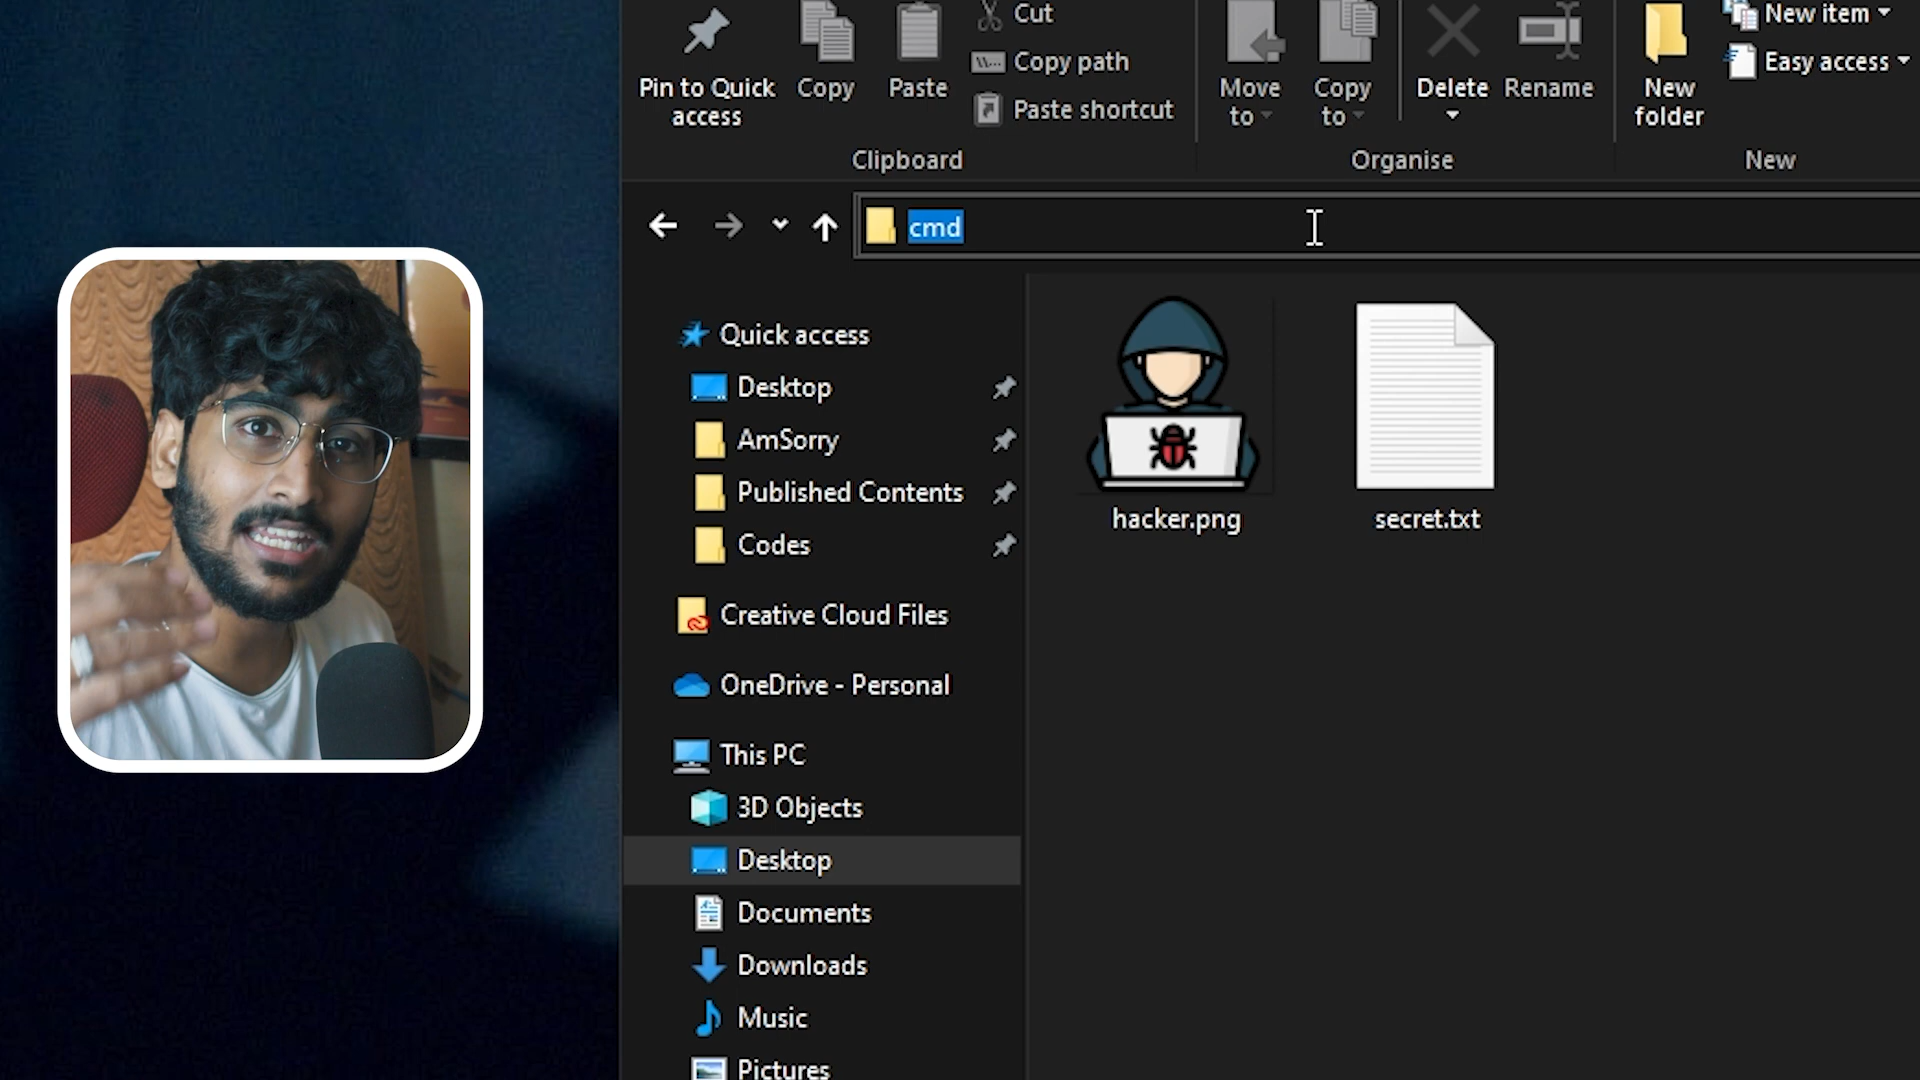 Cut
New item
Copy path
Easy access
Pin to Quick
access
Copy
Paste
Paste shortcut
Move
to
Copy
to
Delete
Rename
New
folder
Clipboard
Organise
New
cmd
Quick access
Desktop
AmSorry
Published Contents
Codes
Creative Cloud Files
OneDrive - Personal
This PC
3D Objects
Desktop
Documents
Downloads
Music
Pictures
hacker.png
secret.txt